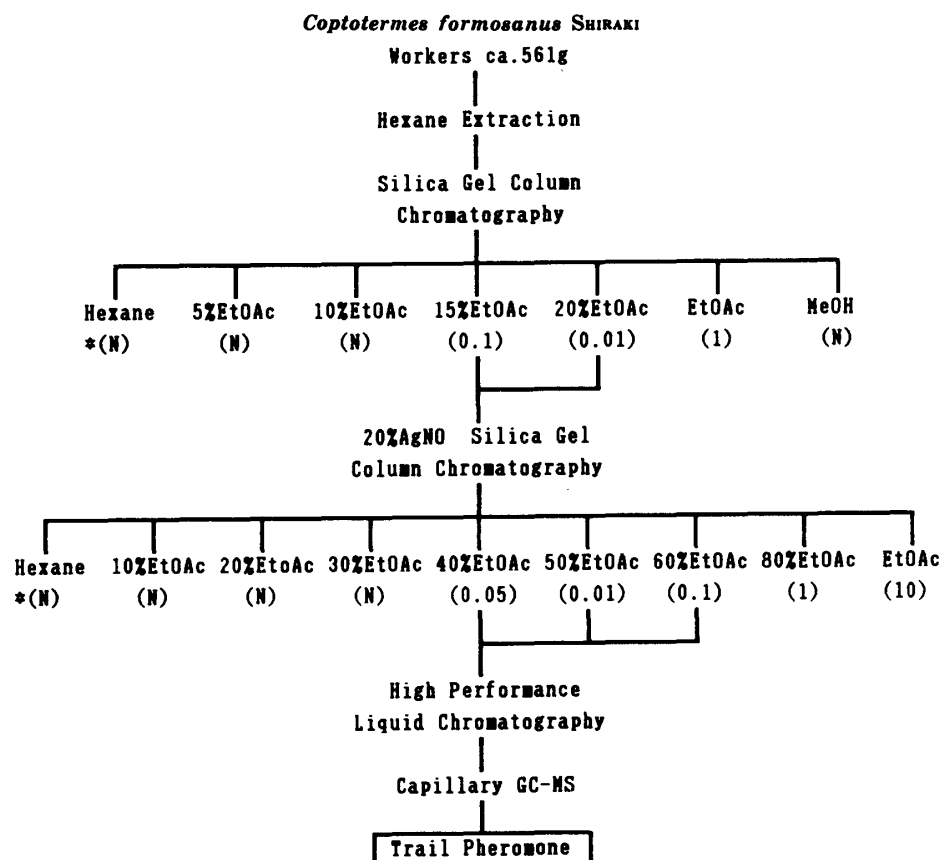 Coptotermes formosanus SHIRAKI
Workers ca.561g
Hexane Extraction
Silica Gel Column
Chromatography
Hexane 5%EtOAc 10%EtOAc 15%EtOAc 20%EtOAc EtOAc MeOH
*(N) (N) (N) (0.1) (0.01) (1) (N)
20%AgNO Silica Gel
Column Chromatography
Hexane 10%EtOAc 20%EtoAc 30%EtOAc 40%EtOAc 50%EtOAc 60%EtOAc 80%EtOAc EtOAc
*(N) (N) (N) (N) (0.05) (0.01) (0.1) (1) (10)
High Performance
Liquid Chromatography
Capillary GC-MS
Trail Pheromone